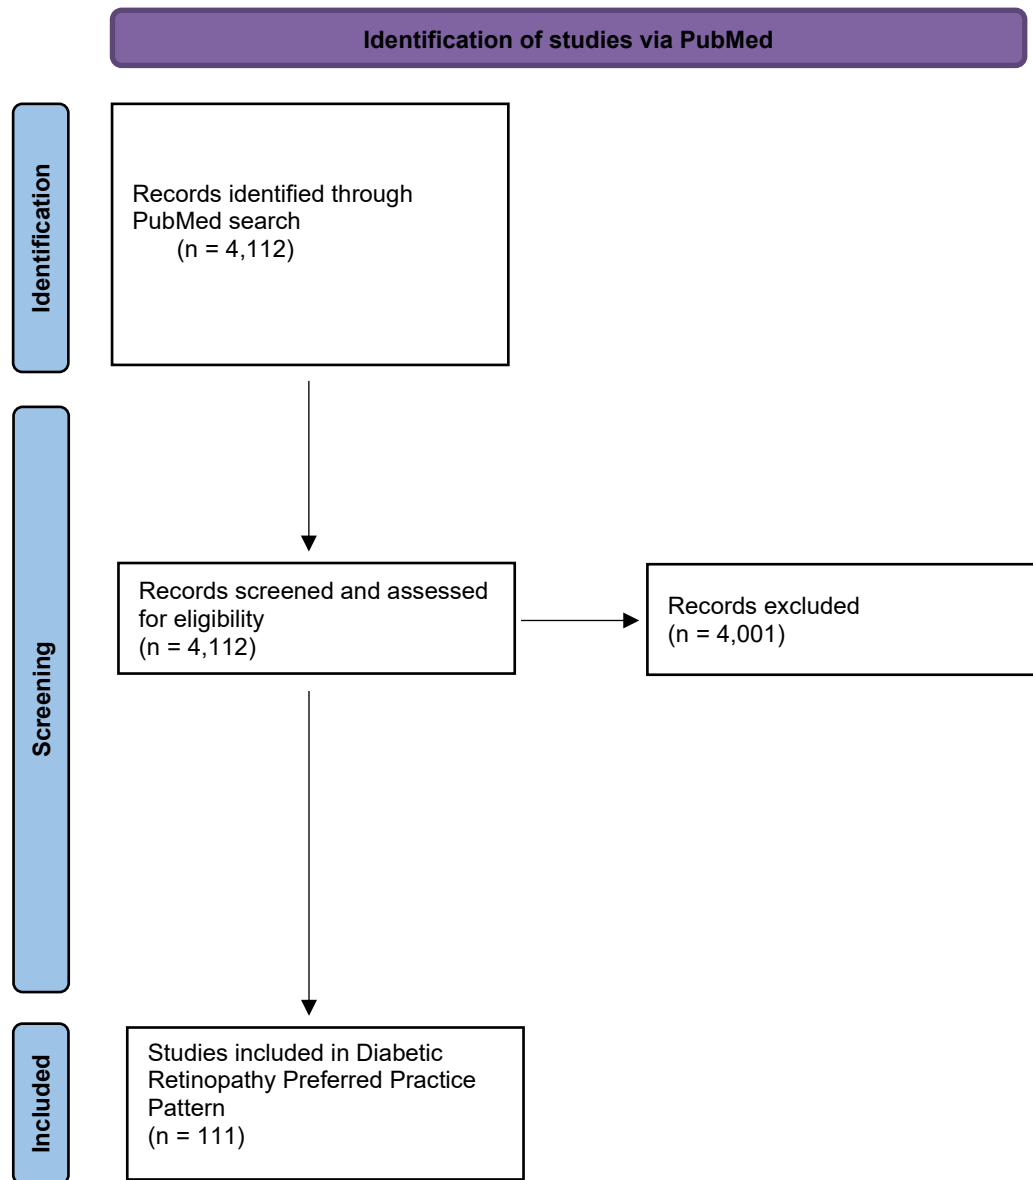 Identification of studies via PubMed
Identification
Records identified through
PubMed search
(n = 4,112)
Screening
Records screened and assessed
for eligibility
(n = 4,112)
Records excluded
(n = 4,001)
Included
Studies included in Diabetic
Retinopathy Preferred Practice
Pattern
(n = 111)